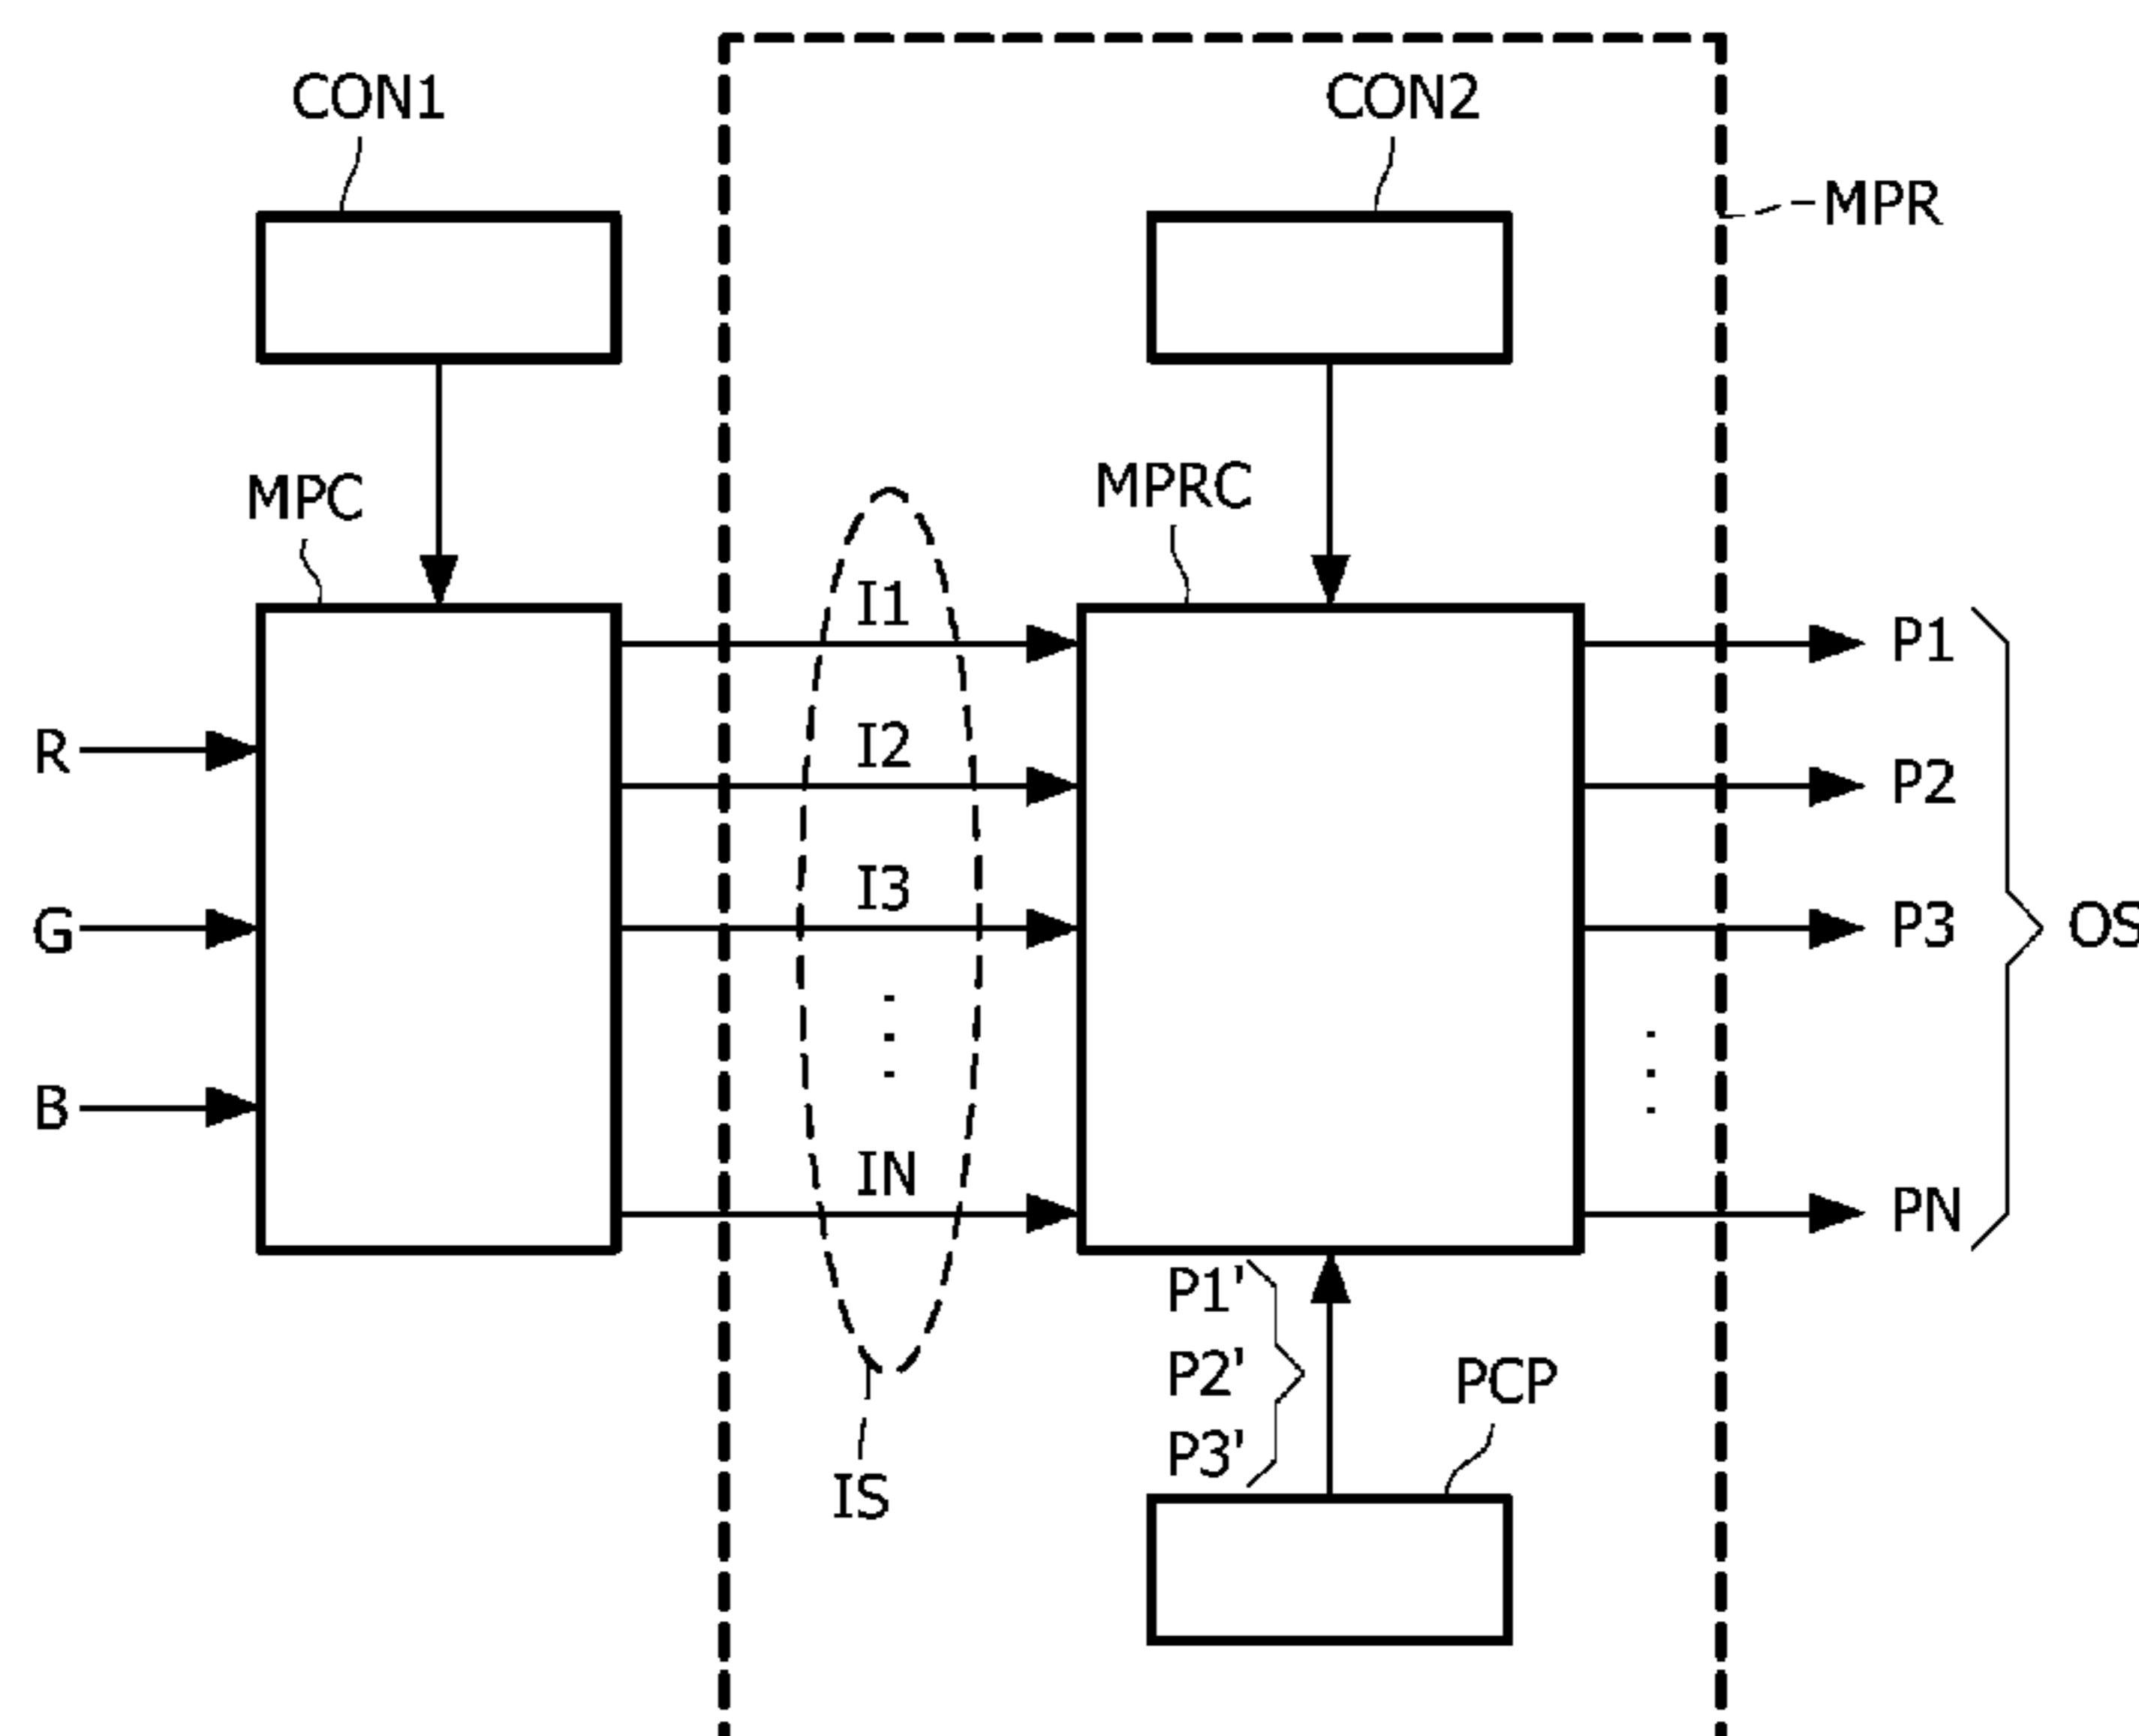 CON1
CON2
MPR
MPC
MPRC
I1
P1
R
I2
P2
G
I3
P3
OS
B
IN
PN
P1'
P2'
PCP
P3'
IS